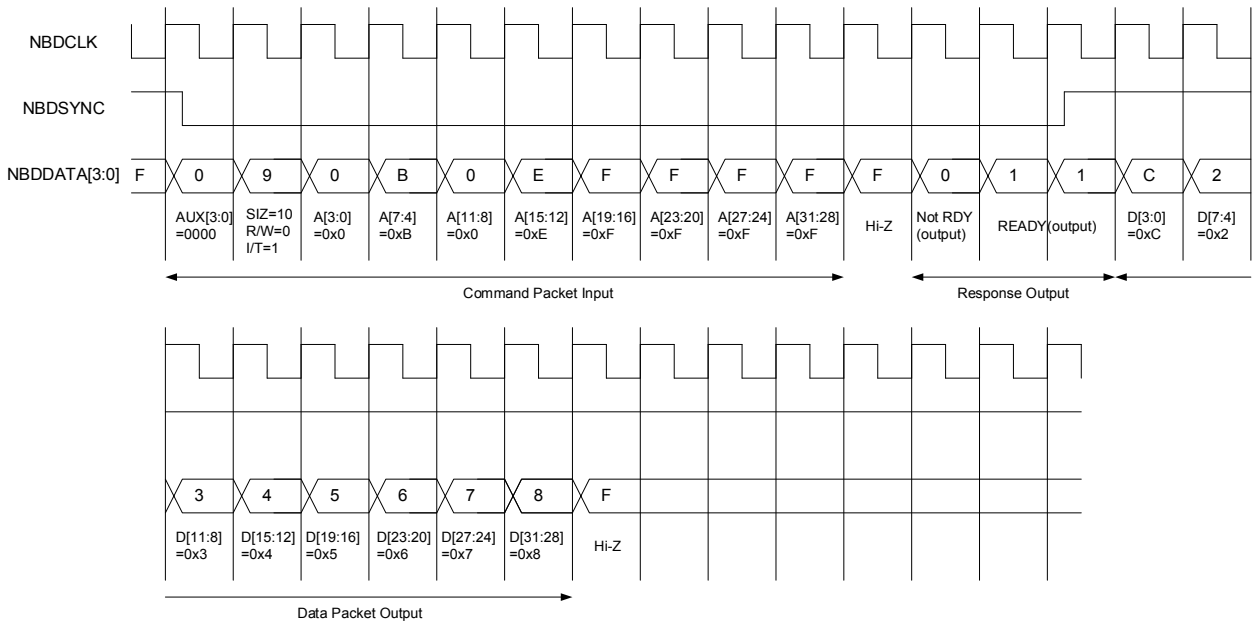 NBDCLK
NBDSYNC
NBDDATA[3:0] F 0 9 0 B 0 E F F F F F 0 1 1 C 2
AUX[3:0] SIZ=10 A[3:0] A[7:4] A[11:8] A[15:12] A[19:16] A[23:20] A[27:24] A[31:28] Hi-Z Not RDY READY(output) D[3:0] D[7:4]
=0000 R/W=0 =0x0 =0xB =0x0 =0xE =0xF =0xF =0xF =0xF (output) =0xC =0x2
I/T=1
Command Packet Input Response Output
3 4 5 6 7 8 F
D[11:8] D[15:12] D[19:16] D[23:20] D[27:24] D[31:28] Hi-Z
=0x3 =0x4 =0x5 =0x6 =0x7 =0x8
Data Packet Output